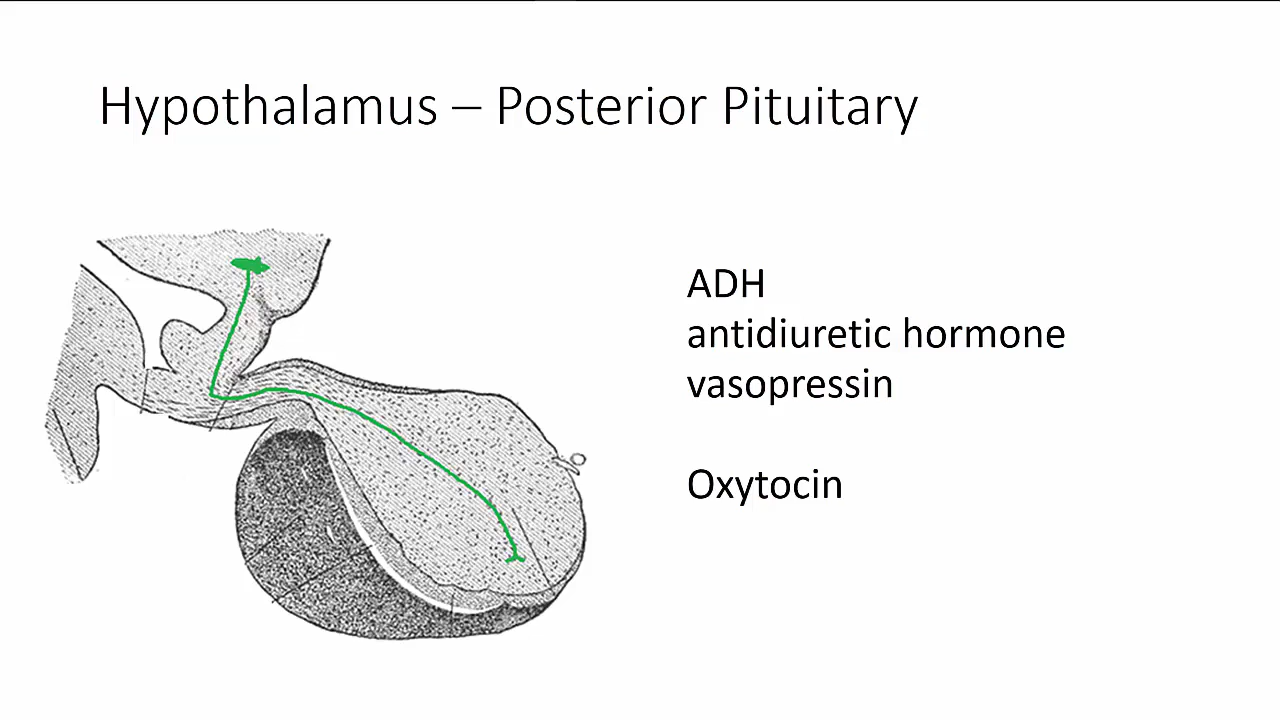 Hypothalamus – Posterior Pituitary
ADH
antidiuretic hormone
vasopressin
Oxytocin